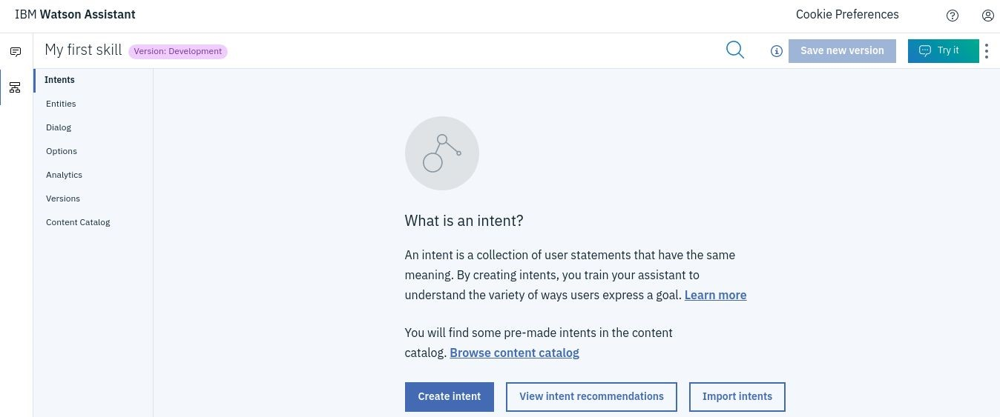 IBM Watson Assistant
Cookie Preferences
My first skill
Version: Development
Save new version
Try it
Intents
Entities
Dialog
Options
Analytics
Versions
Content Catalog
What is an intent?
An intent is a collection of user statements that have the same
meaning. By creating intents, you train your assistant to
understand the variety of ways users express a goal. Learn more
You will find some pre-made intents in the content
catalog. Browse content catalog
Create intent
View intent recommendations
Import intents